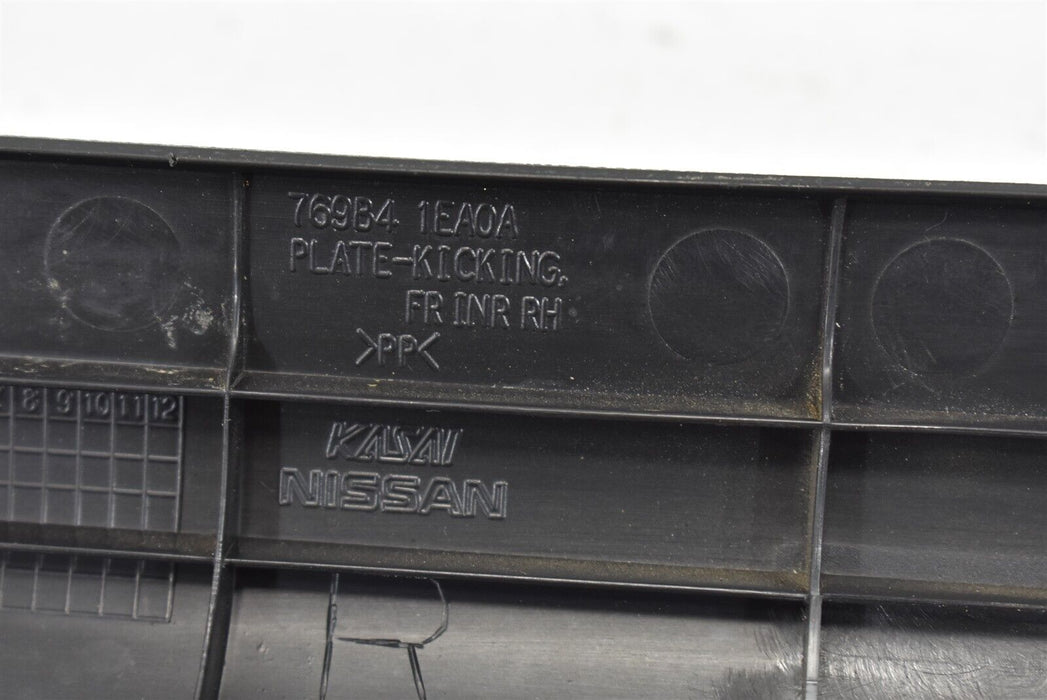 769B4 1EA0A
PLATE-KICKING,
FR INR RH
>PP<
8 9 10 11 12
KASAI
NISSAN
R